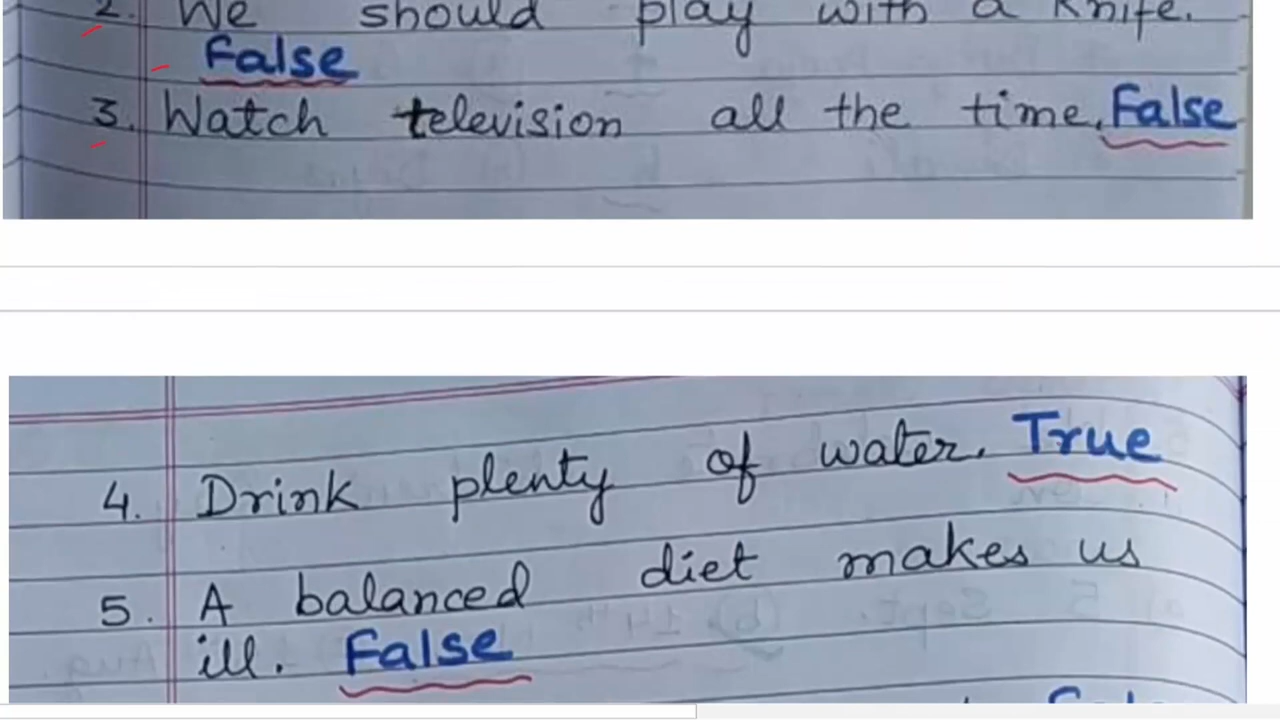 2. We should play with a knife.
False
3. Watch television all the time. False
4. Drink plenty of water. True
5. A balanced diet makes us
ill. False